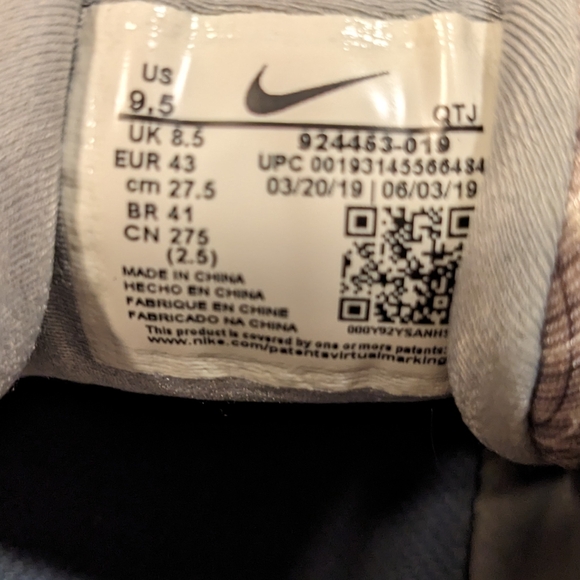 US
9.5
QTJ
UK 8.5
924453-019
EUR 43
UPC 00193145566484
cm 27.5
03/20/19 | 06/03/19
BR 41
CN 275
(2.5)
000Y9ZYSANH
MADE IN CHINA
HECHO EN CHINA
FABRIQUE EN CHINE
FABRICADO NA CHINA
This product is covered by one or more patents
www.nike.com/patentsvirtualmarking